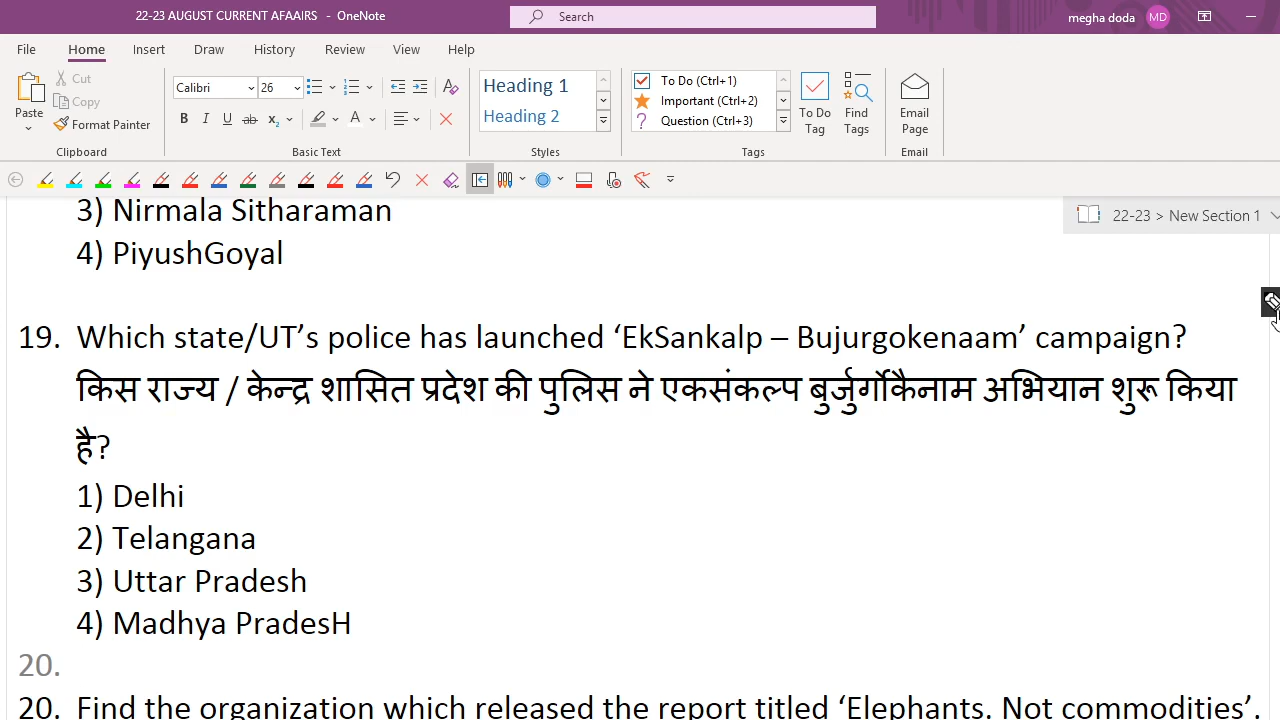 22-23 AUGUST CURRENT AFAAIRS - OneNote
Search
megha doda MD
File Home Insert Draw History Review View Help
Paste
Cut
Copy
Format Painter
Clipboard
Calibri 26
B I U ab x₂ A
Basic Text
Heading 1
Heading 2
Styles
To Do (Ctrl+1)
Important (Ctrl+2)
Question (Ctrl+3)
To Do Tag
Find Tags
Tags
Email Page
Email
22-23 > New Section 1
3) Nirmala Sitharaman
4) PiyushGoyal
19. Which state/UT’s police has launched ‘EkSankalp – Bujurgokenaam’ campaign?
किस राज्य / केन्द्र शासित प्रदेश की पुलिस ने एकसंकल्प बुर्जुर्गोकेनाम अभियान शुरू किया
है?
1) Delhi
2) Telangana
3) Uttar Pradesh
4) Madhya PradesH
20.
20. Find the organization which released the report titled ‘Elephants. Not commodities’.